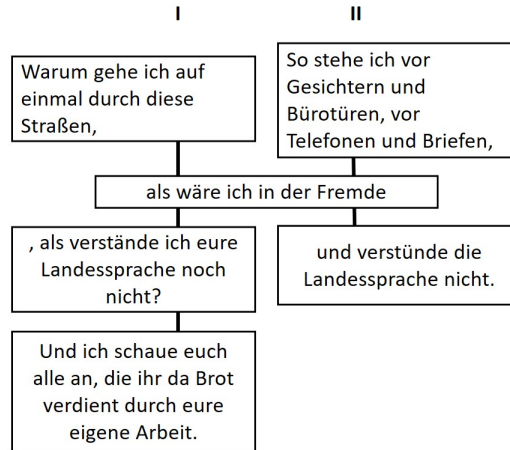 I
II
Warum gehe ich auf
einmal durch diese
Straßen,
So stehe ich vor
Gesichtern und
Bürotüren, vor
Telefonen und Briefen,
als wäre ich in der Fremde
, als verstände ich eure
Landessprache noch
nicht?
und verstünde die
Landessprache nicht.
Und ich schaue euch
alle an, die ihr da Brot
verdient durch eure
eigene Arbeit.